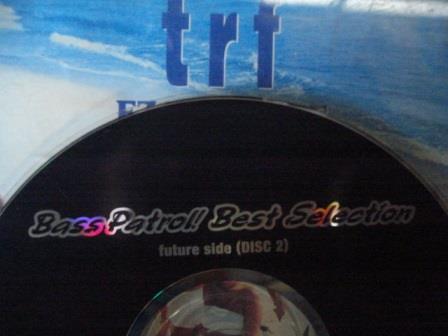 trf
Bass Patrol! Best Selection
future side (DISC 2)